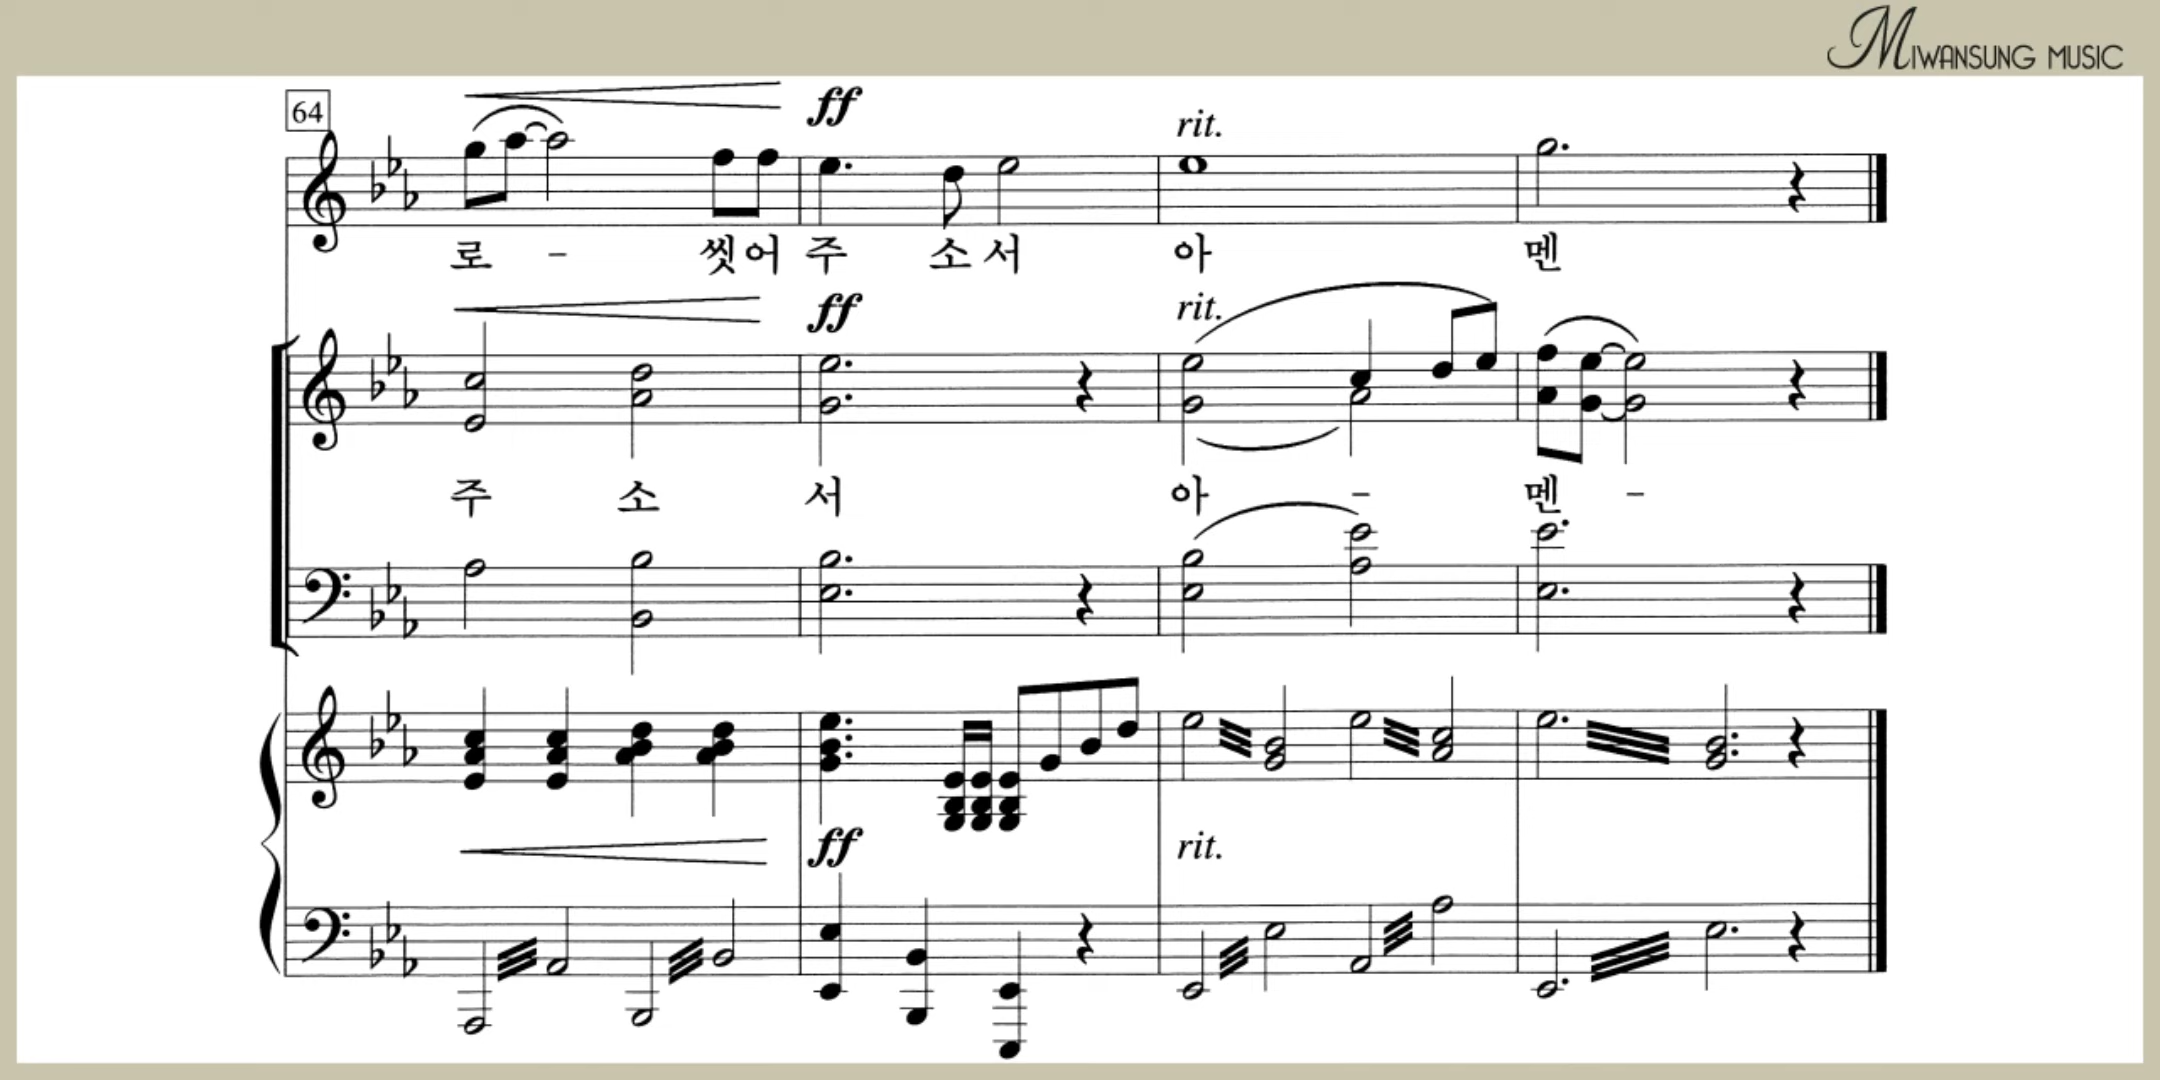 MIWANSUNG MUSIC
64
ff
rit.
로 - 씻어 주 소 서 아 멘
ff
rit.
주 소 서 아 - 멘 -
ff
rit.